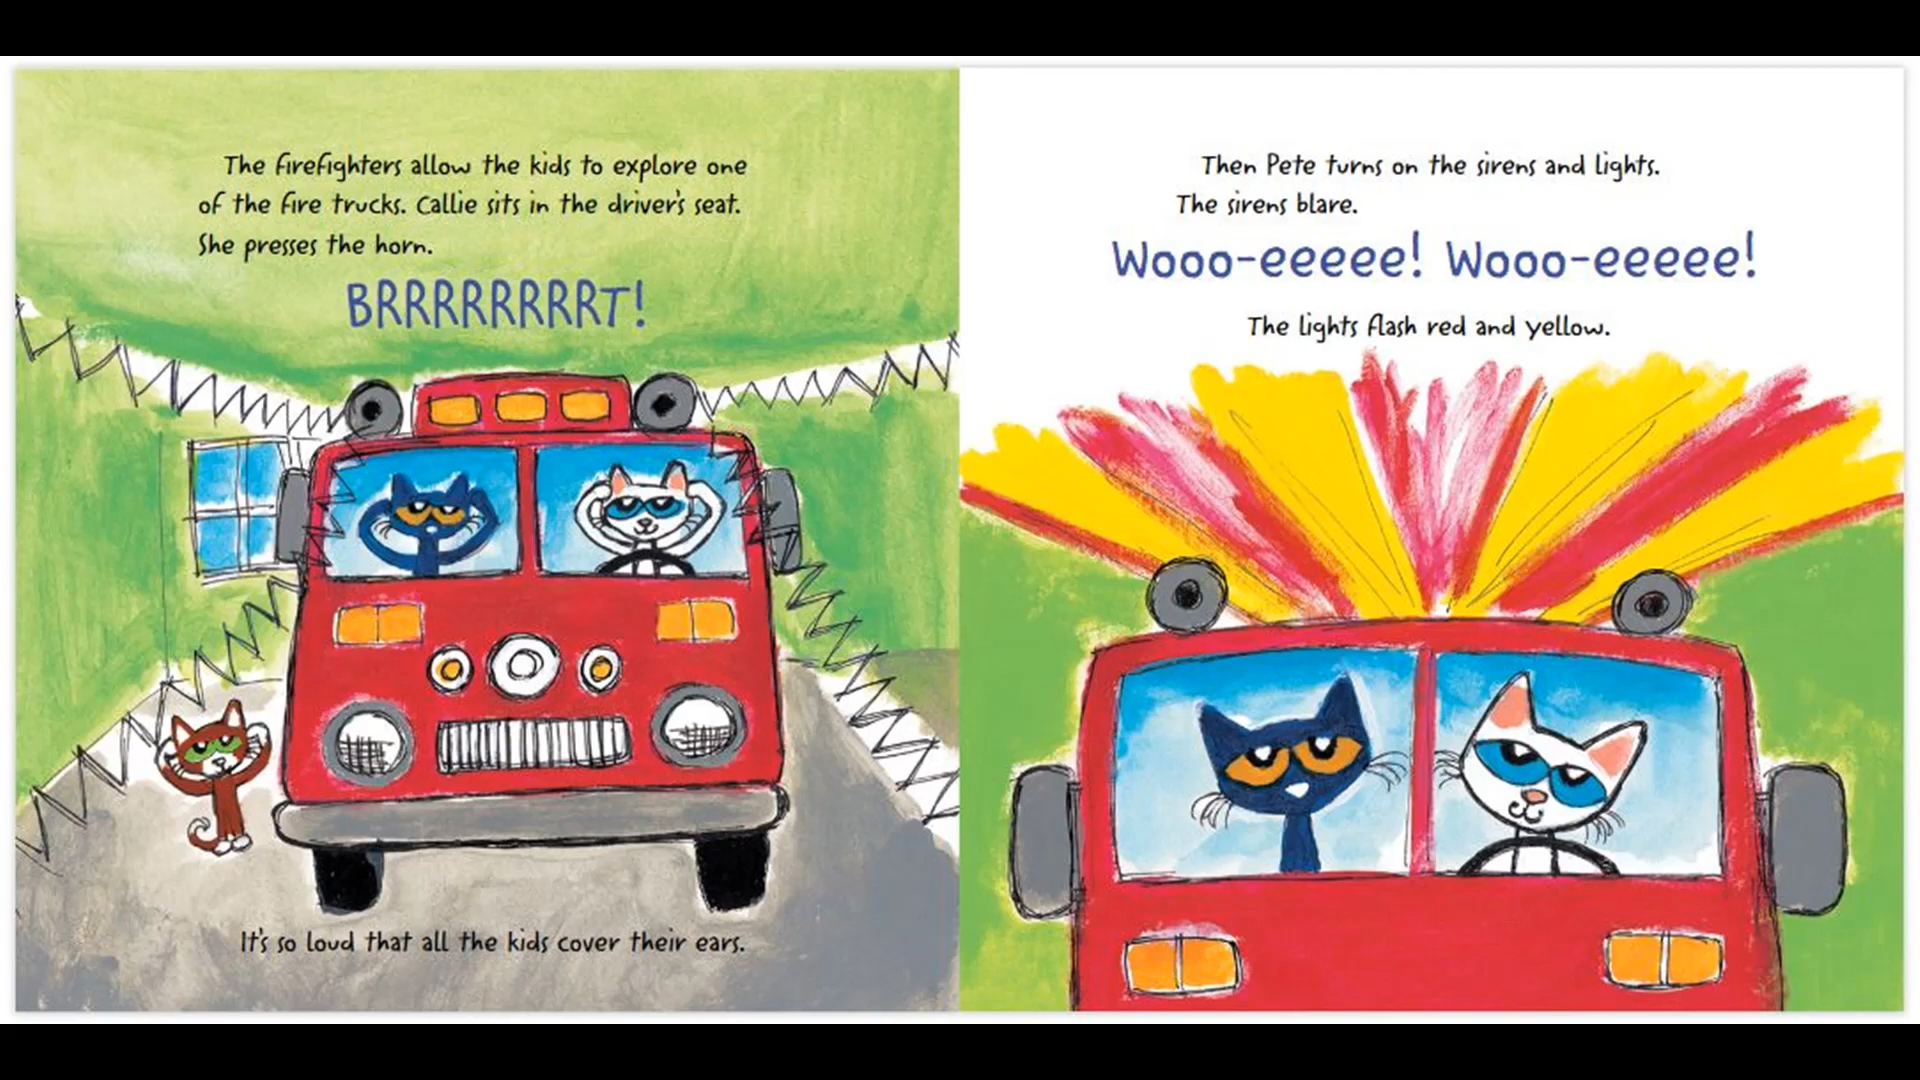 The firefighters allow the kids to explore one
of the fire trucks. Callie sits in the driver's seat.
She presses the horn.
BRRRRRRRRT!
It's so loud that all the kids cover their ears.
Then Pete turns on the sirens and lights.
The sirens blare.
Wooo-eeeee! Wooo-eeeee!
The lights flash red and yellow.